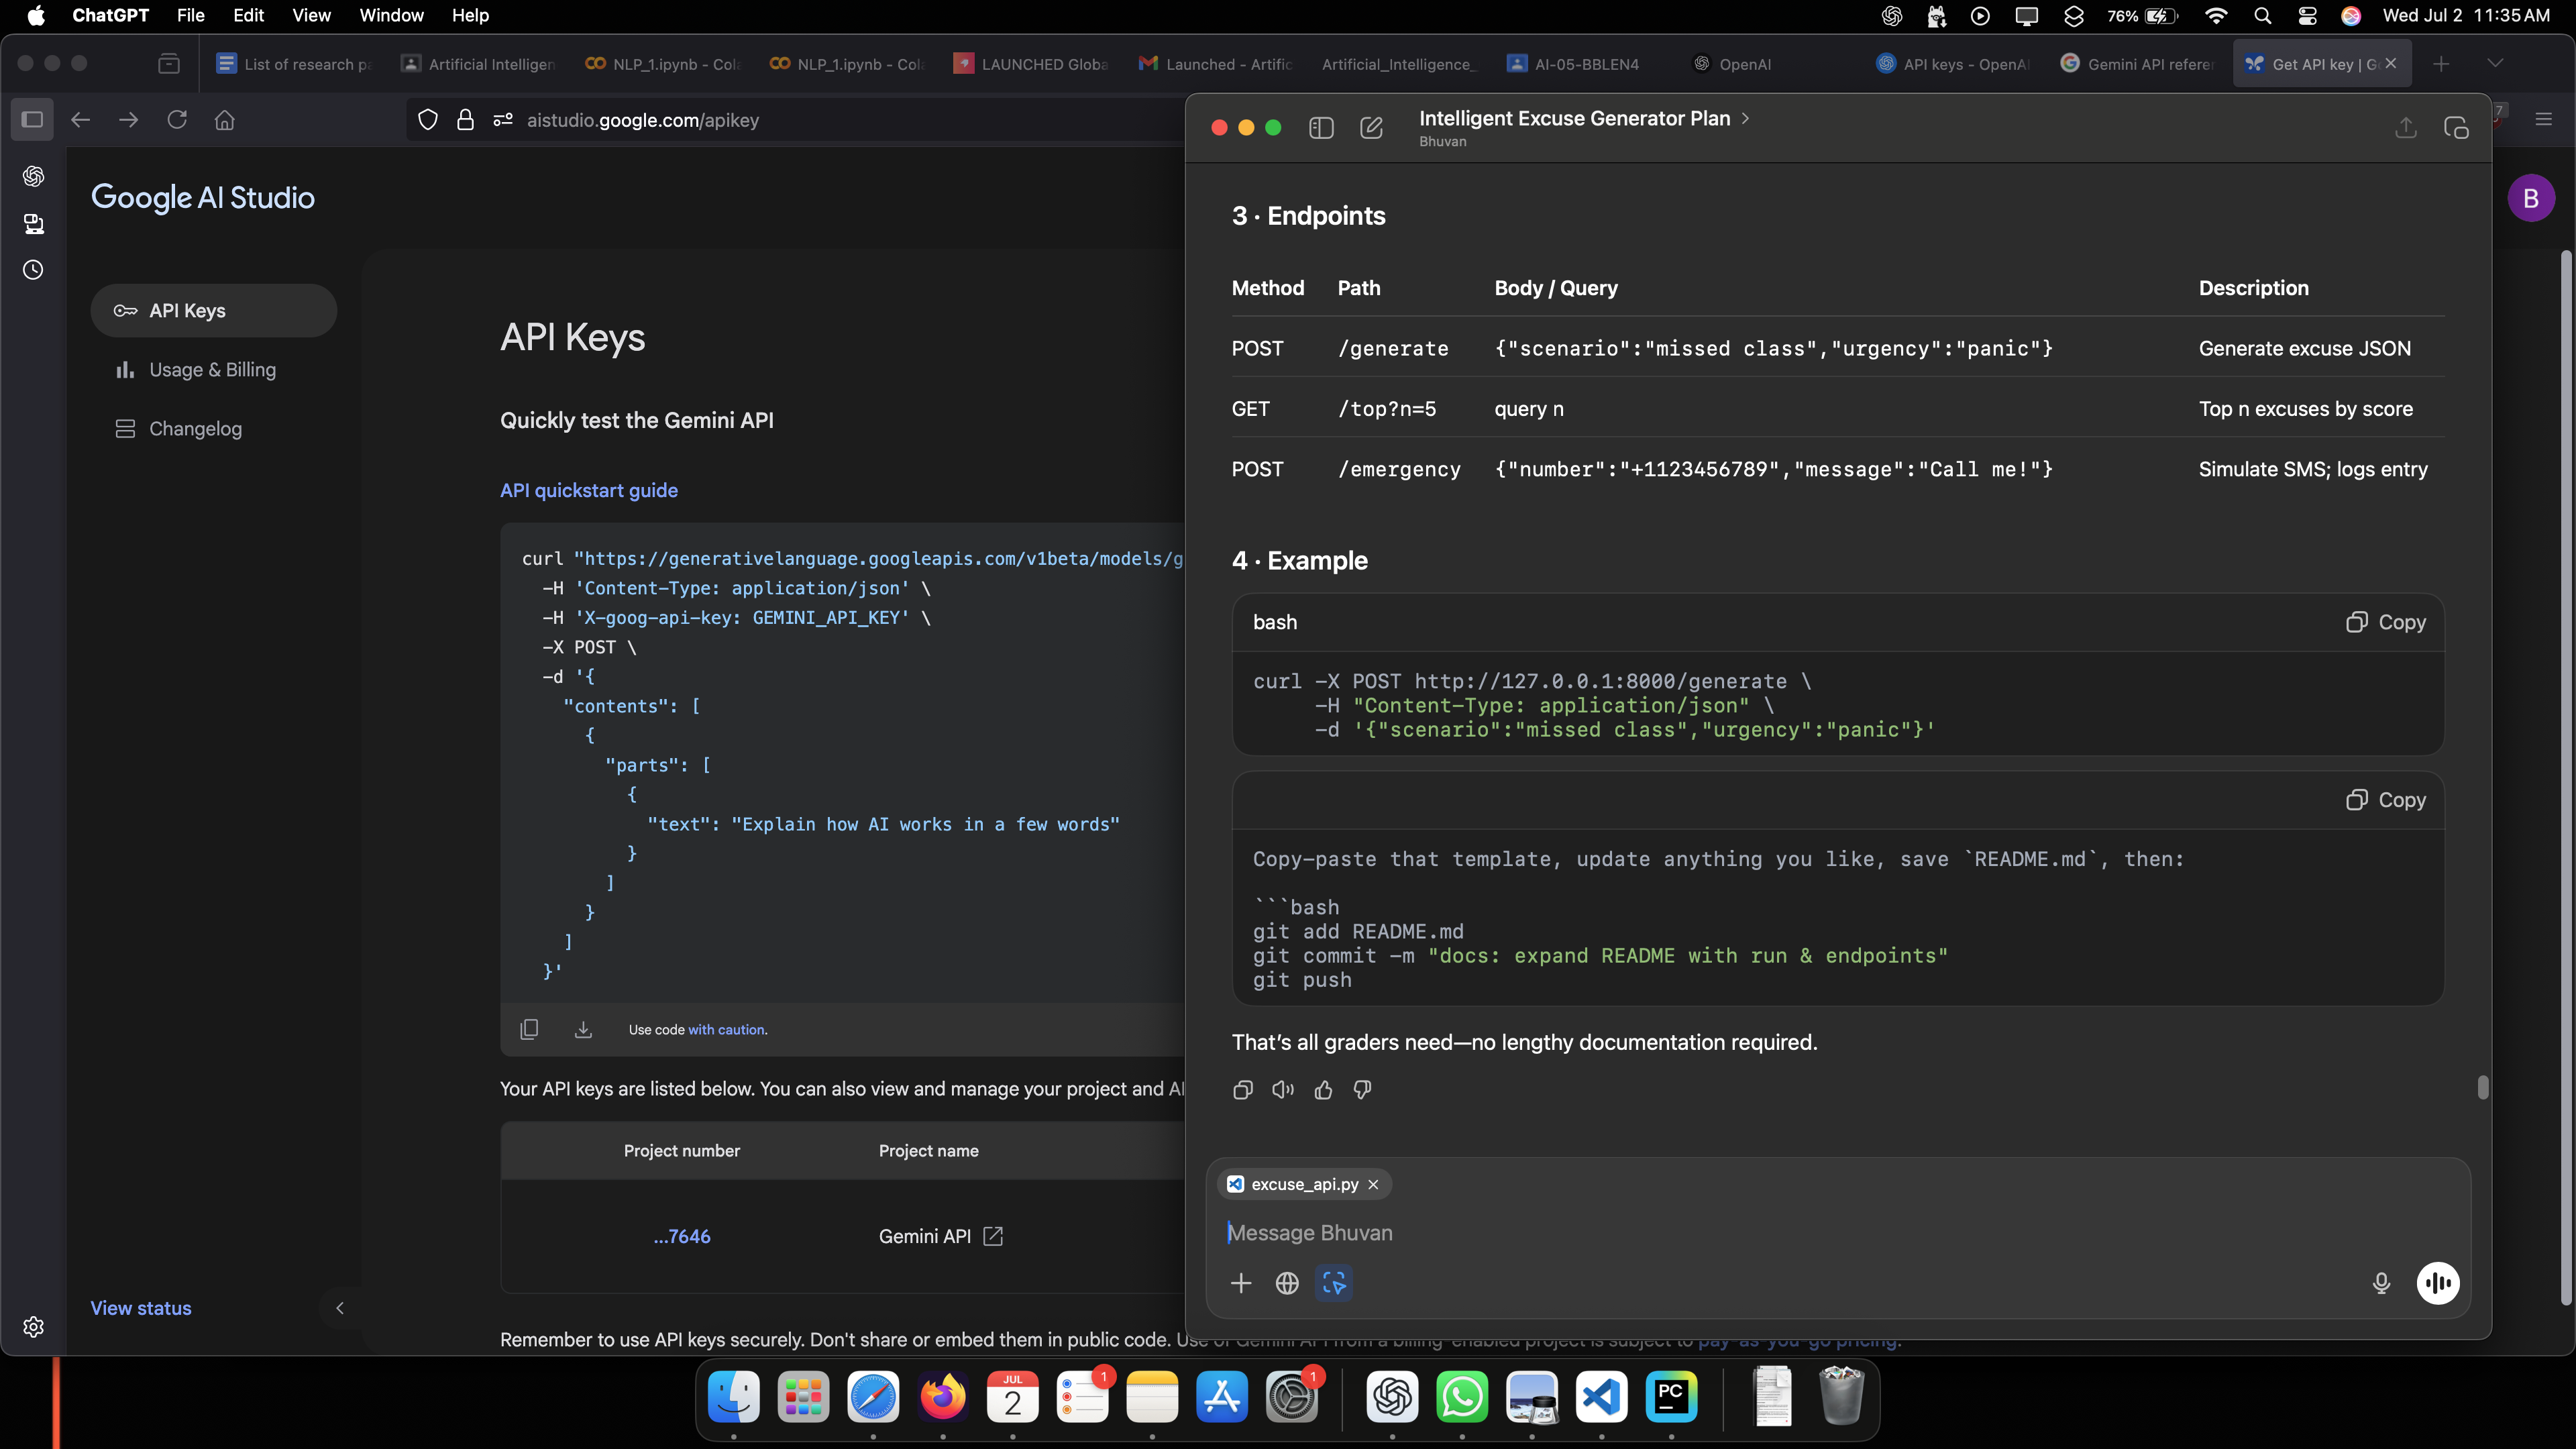 ChatGPT File Edit View Window Help 76% Wed Jul 2 11:35 AM
List of research pa Artificial Intelligen NLP_1.ipynb - Cola NLP_1.ipynb - Cola LAUNCHED Globa Launched - Artific Artificial_Intelligence_ AI-05-BBLEN4 OpenAI API keys - OpenAI Gemini API referen Get API key | G
aistudio.google.com/apikey
7
Google AI Studio
B
API Keys
Usage & Billing
Changelog
View status
API Keys
Quickly test the Gemini API
API quickstart guide
curl "https://generativelanguage.googleapis.com/v1beta/models/g
-H 'Content-Type: application/json' \
-H 'X-goog-api-key: GEMINI_API_KEY' \
-X POST \
-d '{
"contents": [
{
"parts": [
{
"text": "Explain how AI works in a few words"
}
]
}
]
}'
Use code with caution.
Your API keys are listed below. You can also view and manage your project and AI
Project number Project name
...7646 Gemini API
Remember to use API keys securely. Don't share or embed them in public code. Use of Gemini API from a billing-enabled project is subject to pay-as-you-go pricing.
Intelligent Excuse Generator Plan
Bhuvan
3 · Endpoints
Method Path Body / Query Description
POST /generate {"scenario":"missed class","urgency":"panic"} Generate excuse JSON
GET /top?n=5 query n Top n excuses by score
POST /emergency {"number":"+1123456789","message":"Call me!"} Simulate SMS; logs entry
4 · Example
bash Copy
curl -X POST http://127.0.0.1:8000/generate \
-H "Content-Type: application/json" \
-d '{"scenario":"missed class","urgency":"panic"}'
Copy
Copy-paste that template, update anything you like, save `README.md`, then:
```bash
git add README.md
git commit -m "docs: expand README with run & endpoints"
git push
That's all graders need—no lengthy documentation required.
excuse_api.py
Message Bhuvan
JUL
2
1
1
PC